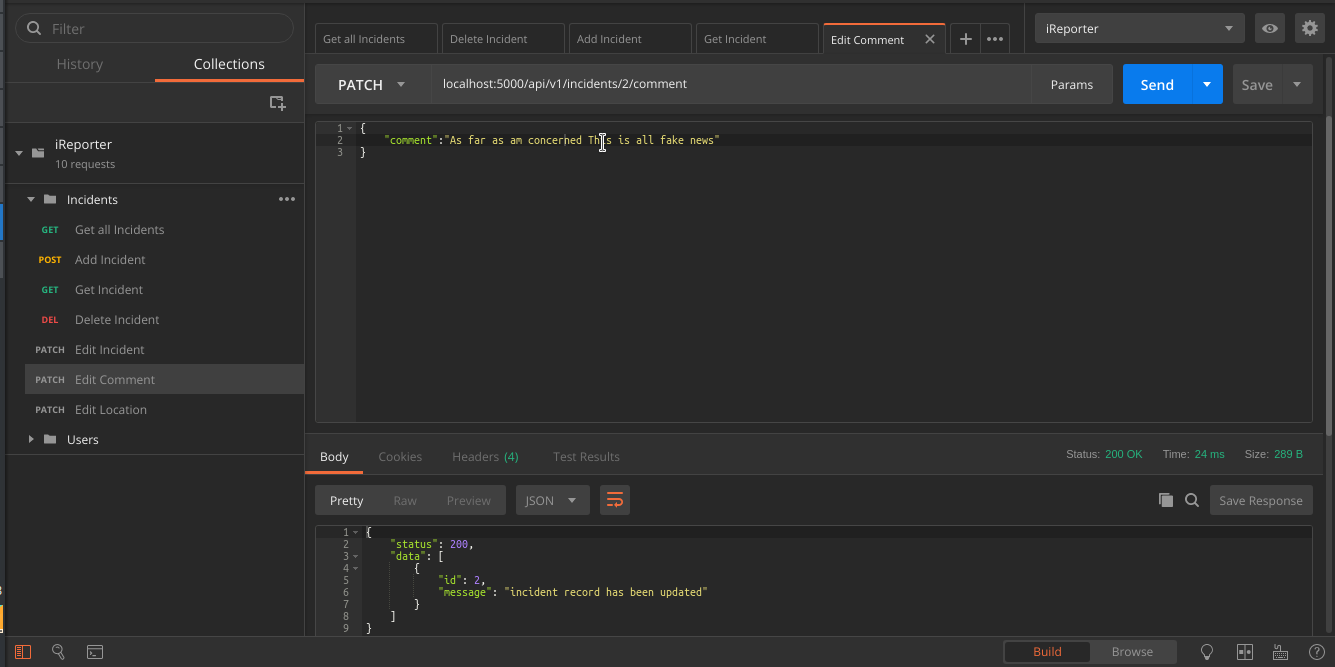 Filter
History Collections
iReporter
10 requests
Incidents
GET Get all Incidents
POST Add Incident
GET Get Incident
DEL Delete Incident
PATCH Edit Incident
PATCH Edit Comment
PATCH Edit Location
Users
Get all Incidents Delete Incident Add Incident Get Incident Edit Comment
iReporter
PATCH localhost:5000/api/v1/incidents/2/comment Params Send Save
1 {
2 "comment":"As far as am concerned This is all fake news"
3 }
Body Cookies Headers (4) Test Results Status: 200 OK Time: 24 ms Size: 289 B
Pretty Raw Preview JSON Save Response
1 {
2 "status": 200,
3 "data": [
4 {
5 "id": 2,
6 "message": "incident record has been updated"
7 }
8 ]
9 }
Build Browse